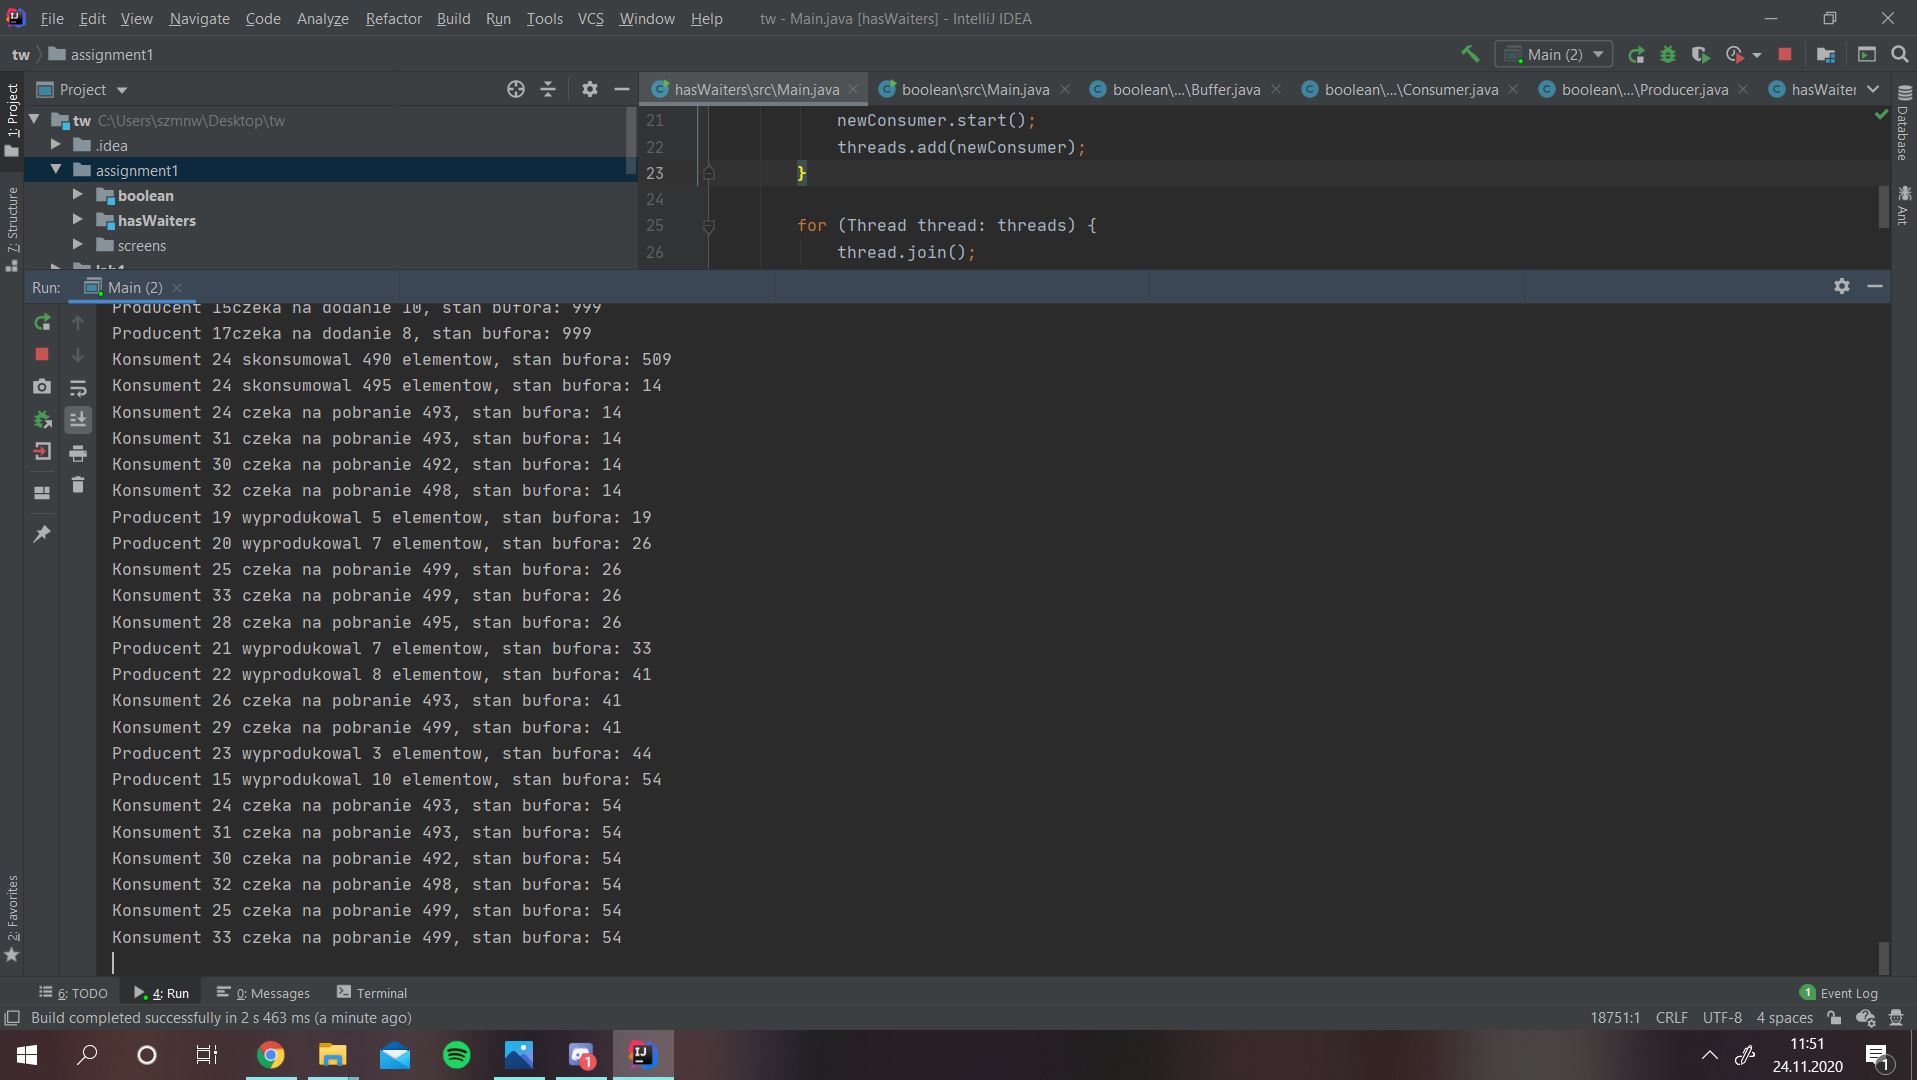 File Edit View Navigate Code Analyze Refactor Build Run Tools VCS Window Help tw - Main.java [hasWaiters] - IntelliJ IDEA
tw assignment1 Main (2)
1: Project
7: Structure
2: Favorites
Project
tw C:\Users\szmnw\Desktop\tw
.idea
assignment1
boolean
hasWaiters
screens
hasWaiters\src\Main.java boolean\src\Main.java boolean\...\Buffer.java boolean\...\Consumer.java boolean\...\Producer.java hasWaiter
21 newConsumer.start();
22 threads.add(newConsumer);
23 }
24
25 for (Thread thread: threads) {
26 thread.join();
Database
Ant
Run: Main (2)
Producent 15czeka na dodanie 10, stan bufora: 999
Producent 17czeka na dodanie 8, stan bufora: 999
Konsument 24 skonsumowal 490 elementow, stan bufora: 509
Konsument 24 skonsumowal 495 elementow, stan bufora: 14
Konsument 24 czeka na pobranie 493, stan bufora: 14
Konsument 31 czeka na pobranie 493, stan bufora: 14
Konsument 30 czeka na pobranie 492, stan bufora: 14
Konsument 32 czeka na pobranie 498, stan bufora: 14
Producent 19 wyprodukowal 5 elementow, stan bufora: 19
Producent 20 wyprodukowal 7 elementow, stan bufora: 26
Konsument 25 czeka na pobranie 499, stan bufora: 26
Konsument 33 czeka na pobranie 499, stan bufora: 26
Konsument 28 czeka na pobranie 495, stan bufora: 26
Producent 21 wyprodukowal 7 elementow, stan bufora: 33
Producent 22 wyprodukowal 8 elementow, stan bufora: 41
Konsument 26 czeka na pobranie 493, stan bufora: 41
Konsument 29 czeka na pobranie 499, stan bufora: 41
Producent 23 wyprodukowal 3 elementow, stan bufora: 44
Producent 15 wyprodukowal 10 elementow, stan bufora: 54
Konsument 24 czeka na pobranie 493, stan bufora: 54
Konsument 31 czeka na pobranie 493, stan bufora: 54
Konsument 30 czeka na pobranie 492, stan bufora: 54
Konsument 32 czeka na pobranie 498, stan bufora: 54
Konsument 25 czeka na pobranie 499, stan bufora: 54
Konsument 33 czeka na pobranie 499, stan bufora: 54
6: TODO 4: Run 0: Messages Terminal 1 Event Log
Build completed successfully in 2 s 463 ms (a minute ago) 18751:1 CRLF UTF-8 4 spaces
11:51
24.11.2020
1
1